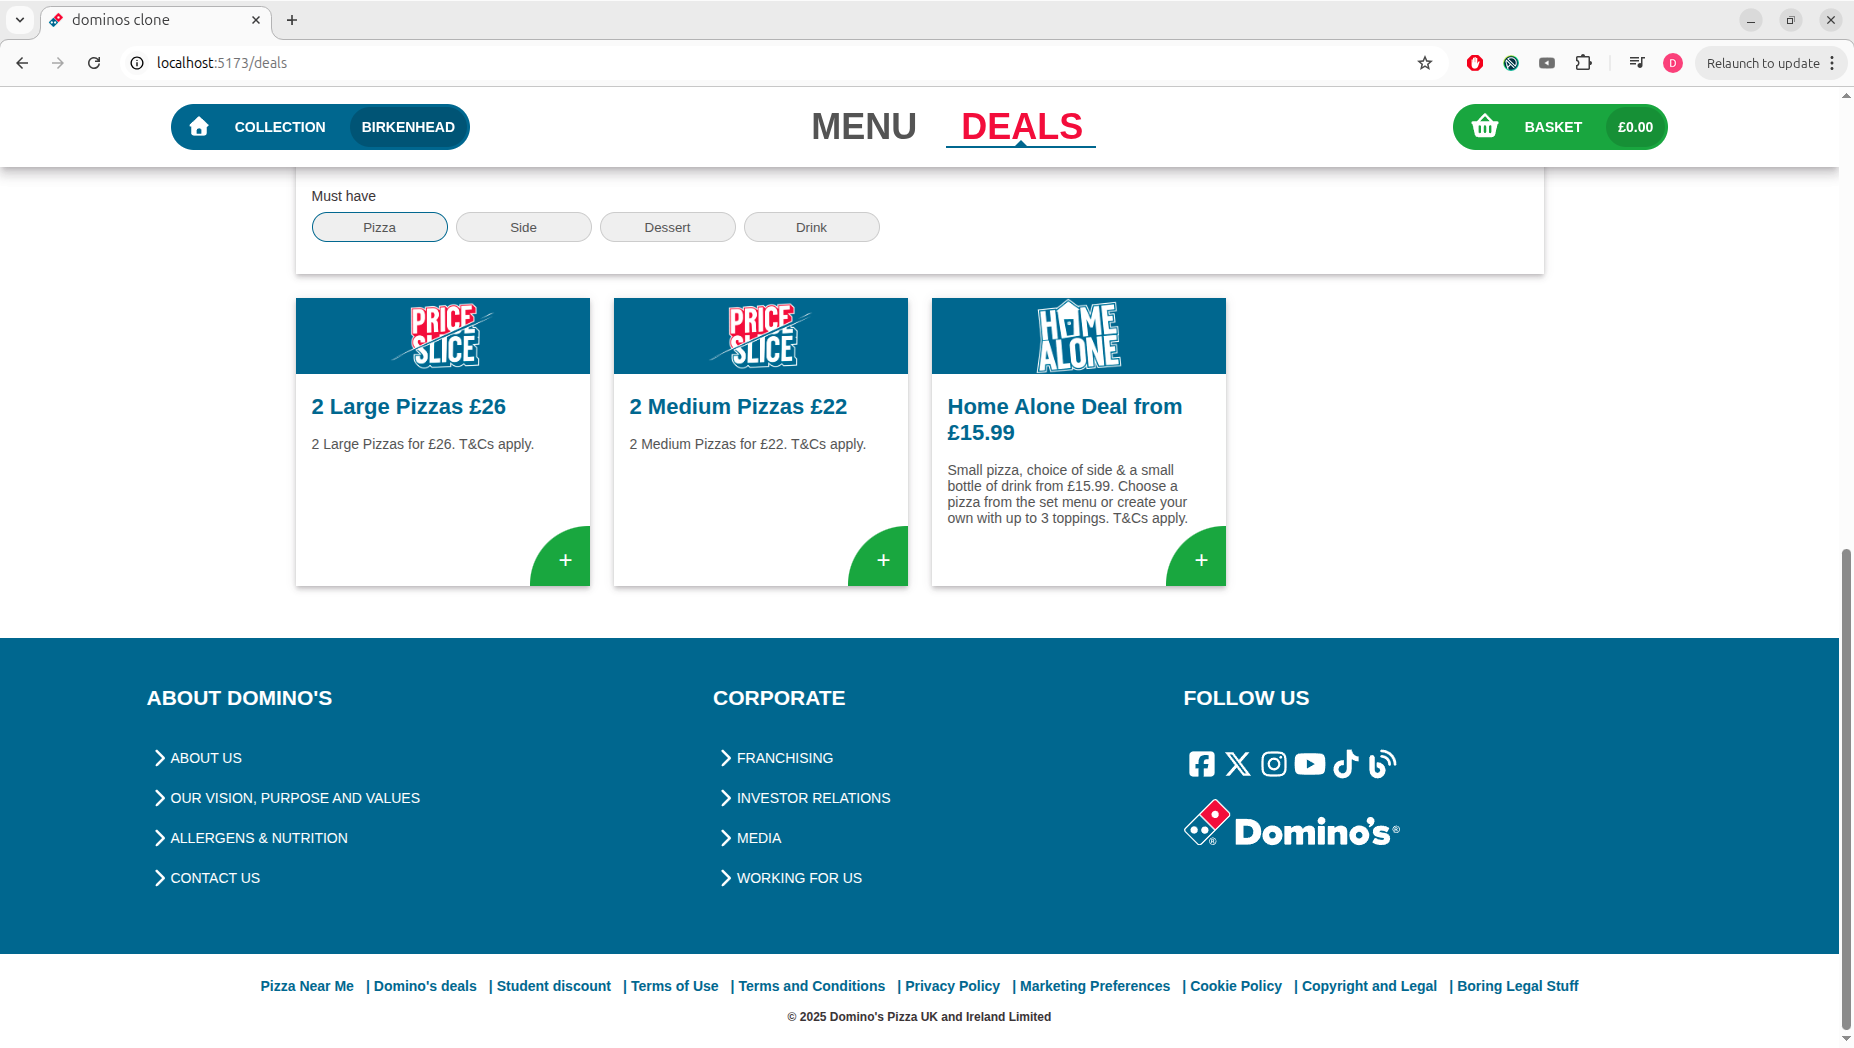 dominos clone
localhost:5173/deals
D
Relaunch to update
COLLECTION
BIRKENHEAD
MENU
DEALS
BASKET
£0.00
Must have
Pizza
Side
Dessert
Drink
PRICE
SLICE
2 Large Pizzas £26
2 Large Pizzas for £26. T&Cs apply.
+
PRICE
SLICE
2 Medium Pizzas £22
2 Medium Pizzas for £22. T&Cs apply.
+
HOME
ALONE
Home Alone Deal from
£15.99
Small pizza, choice of side & a small
bottle of drink from £15.99. Choose a
pizza from the set menu or create your
own with up to 3 toppings. T&Cs apply.
+
ABOUT DOMINO'S
ABOUT US
OUR VISION, PURPOSE AND VALUES
ALLERGENS & NUTRITION
CONTACT US
CORPORATE
FRANCHISING
INVESTOR RELATIONS
MEDIA
WORKING FOR US
FOLLOW US
Domino's®
Pizza Near Me | Domino's deals | Student discount | Terms of Use | Terms and Conditions | Privacy Policy | Marketing Preferences | Cookie Policy | Copyright and Legal | Boring Legal Stuff
© 2025 Domino's Pizza UK and Ireland Limited